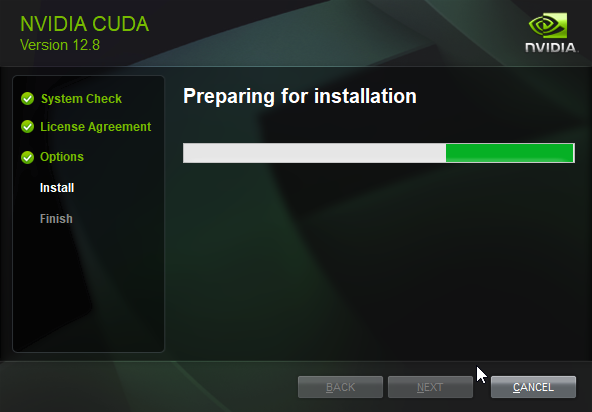 NVIDIA CUDA
Version 12.8
NVIDIA.
System Check
License Agreement
Options
Install
Finish
Preparing for installation
BACK
NEXT
CANCEL